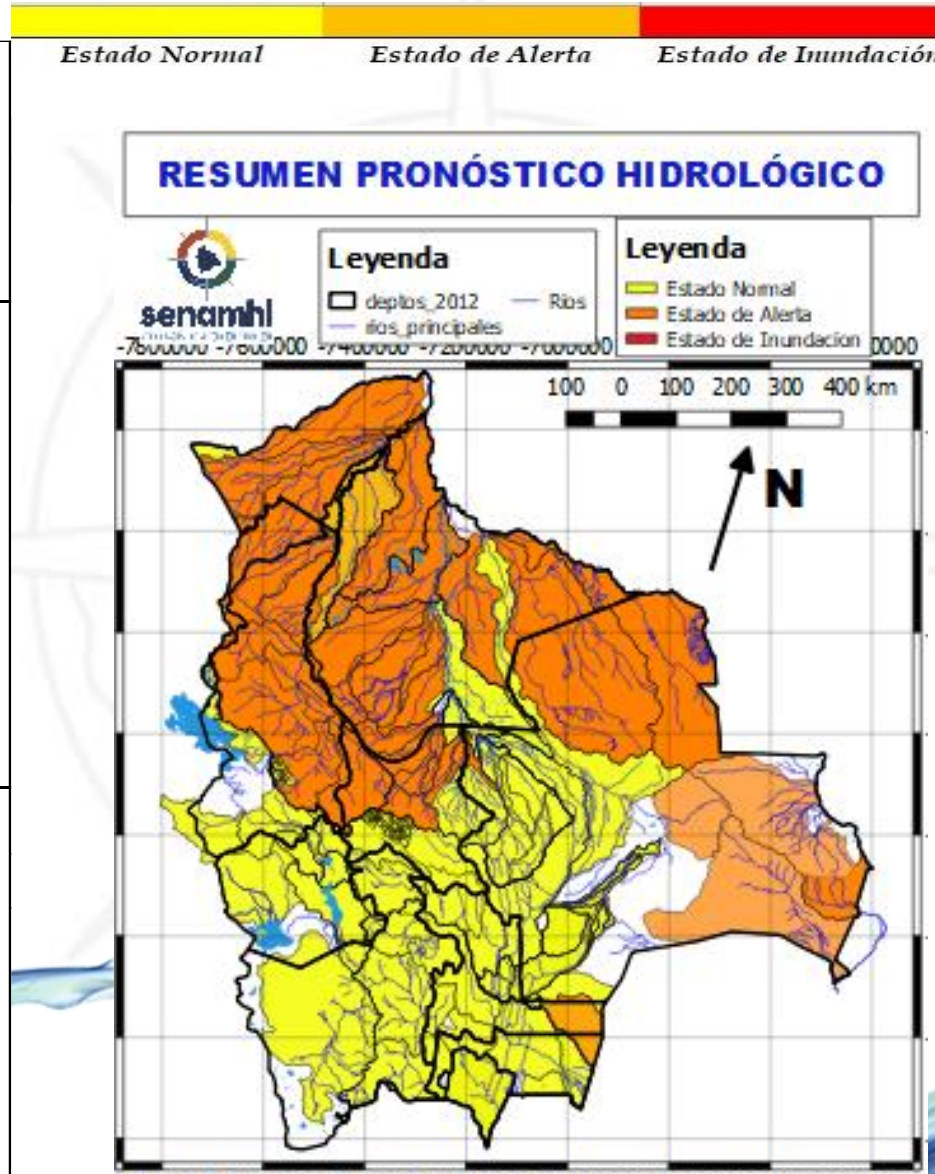 Estado Normal Estado de Alerta Estado de Inundación
RESUMEN PRONÓSTICO HIDROLÓGICO
senamhi
Leyenda
deptos_2012 Rios
rios_principales
Leyenda
Estado Normal
Estado de Alerta
Estado de Inundacion
-7400000 -7200000 -7000000
100 0 100 200 300 400 km
N